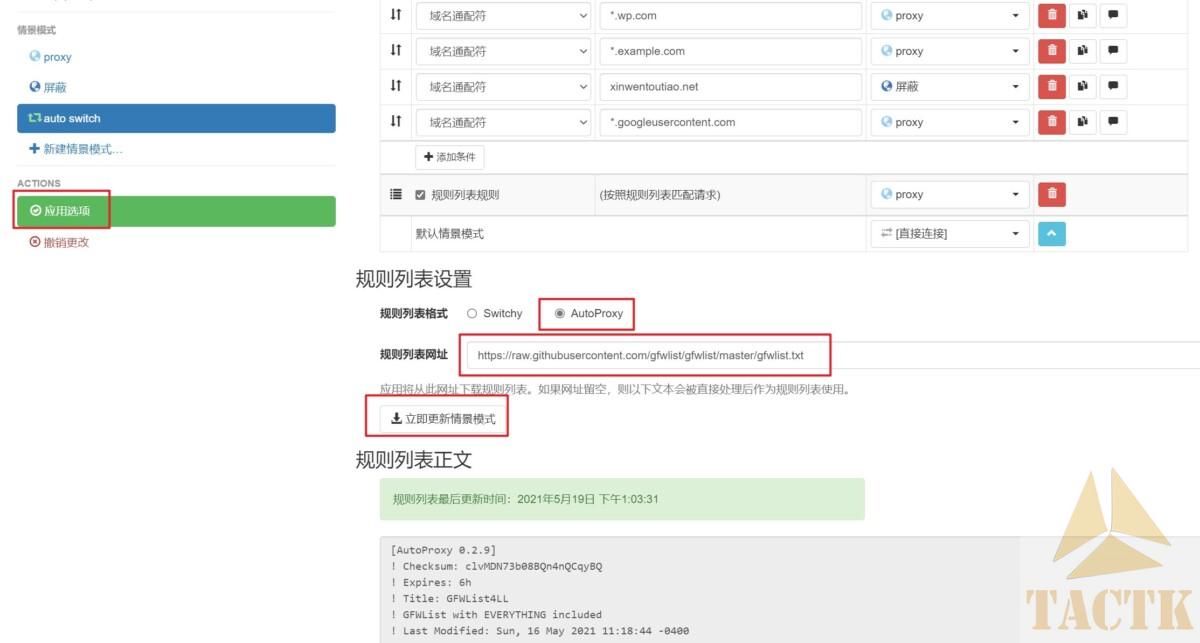 情景模式
proxy
屏蔽
auto switch
新建情景模式…
ACTIONS
应用选项
撤销更改
域名通配符 *.wp.com proxy
域名通配符 *.example.com proxy
域名通配符 xinwentoutiao.net 屏蔽
域名通配符 *.googleusercontent.com proxy
添加条件
规则列表规则 (按照规则列表匹配请求) proxy
默认情景模式 [直接连接]
规则列表设置
规则列表格式 Switchy AutoProxy
规则列表网址 https://raw.githubusercontent.com/gfwlist/gfwlist/master/gfwlist.txt
应用将从此网址下载规则列表。如果网址留空，则以下文本会被直接处理后作为规则列表使用。
立即更新情景模式
规则列表正文
规则列表最后更新时间：2021年5月19日 下午1:03:31
[AutoProxy 0.2.9]
! Checksum: clvMDN73b08BQn4nQCqyBQ
! Expires: 6h
! Title: GFWList4LL
! GFWList with EVERYTHING included
! Last Modified: Sun, 16 May 2021 11:18:44 -0400
TACTK